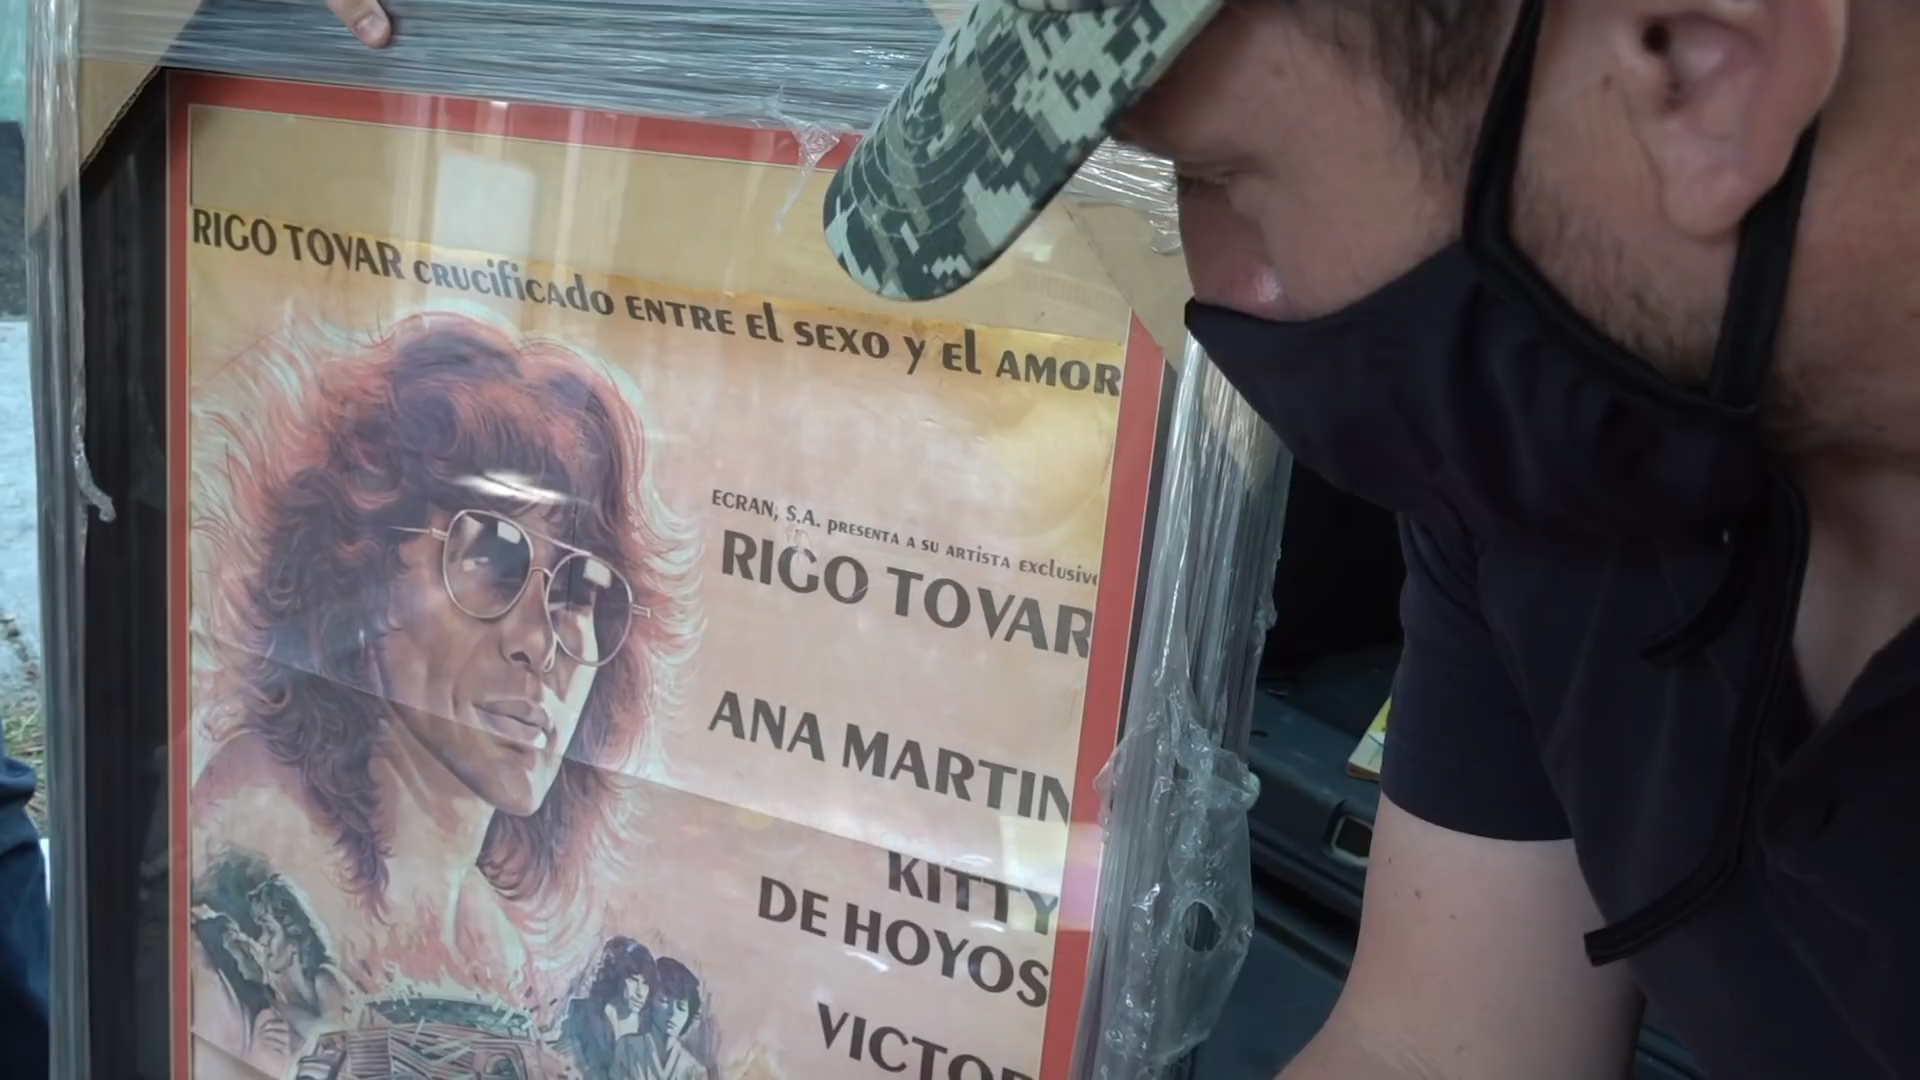 RIGO TOVAR CRUCIFICADO ENTRE EL SEXO Y EL AMOR
ECRAN, S.A. PRESENTA A SU ARTISTA EXCLUSIVO
RIGO TOVAR
ANA MARTIN
KITTY
DE HOYOS
VICTOR